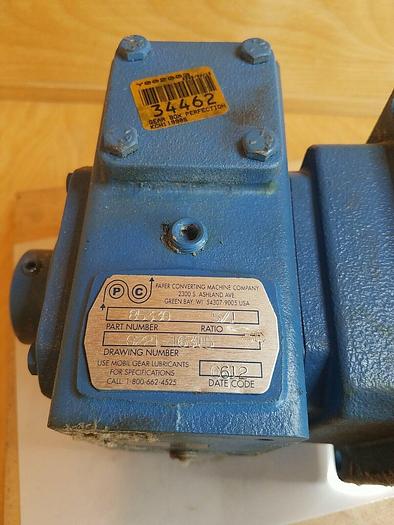 34462
GEAR BOX PERFECTION
P C
PAPER CONVERTING MACHINE COMPANY
2300 S. ASHLAND AVE.
GREEN BAY, WI 54307-9005 USA
PART NUMBER RATIO
DRAWING NUMBER
USE MOBIL GEAR LUBRICANTS
FOR SPECIFICATIONS
CALL: 1-800-662-4525
0612
DATE CODE